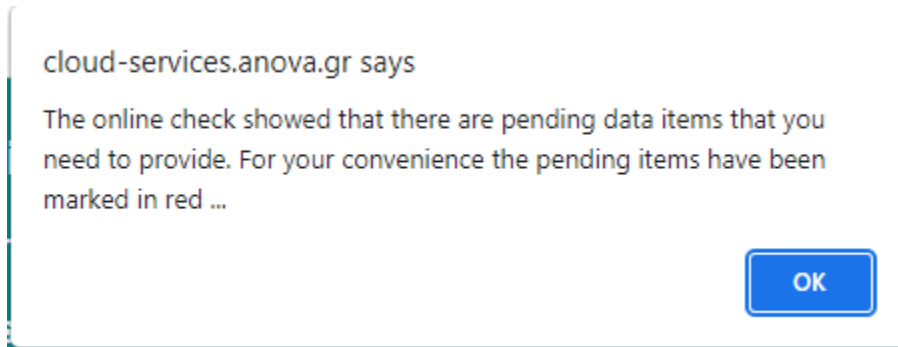 cloud-services.anova.gr says
The online check showed that there are pending data items that you
need to provide. For your convenience the pending items have been
marked in red ...
OK